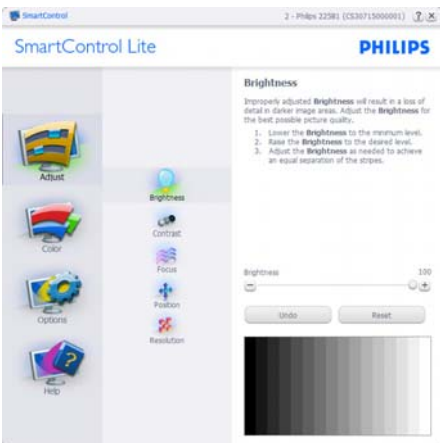 SmartControl
2 - Philips 225B1 (CS30715000001)
?
X
SmartControl Lite
PHILIPS
Adjust
Color
Options
Help
Brightness
Contrast
Focus
Position
Resolution
Brightness
Improperly adjusted Brightness will result in a loss of
detail in darker image areas. Adjust the Brightness for
the best possible picture quality.
1. Lower the Brightness to the minimum level.
2. Raise the Brightness to the desired level.
3. Adjust the Brightness as needed to achieve
an equal separation of the stripes.
Brightness
100
Undo
Reset